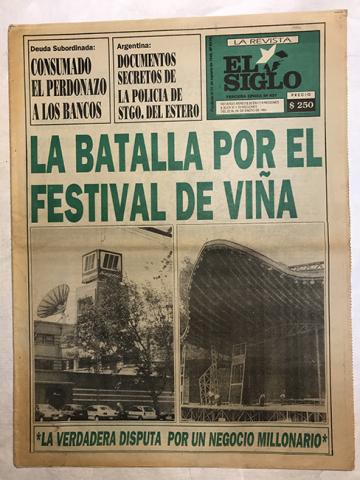 Deuda Subordinada:
CONSUMADO
EL PERDONAZO
A LOS BANCOS
Argentina:
DOCUMENTOS
SECRETOS DE
LA POLICIA DE
STGO. DEL ESTERO
LA REVISTA
EL
SIGLO
PRECIO
$ 250
LA BATALLA POR EL
FESTIVAL DE VIÑA
*LA VERDADERA DISPUTA POR UN NEGOCIO MILLONARIO*